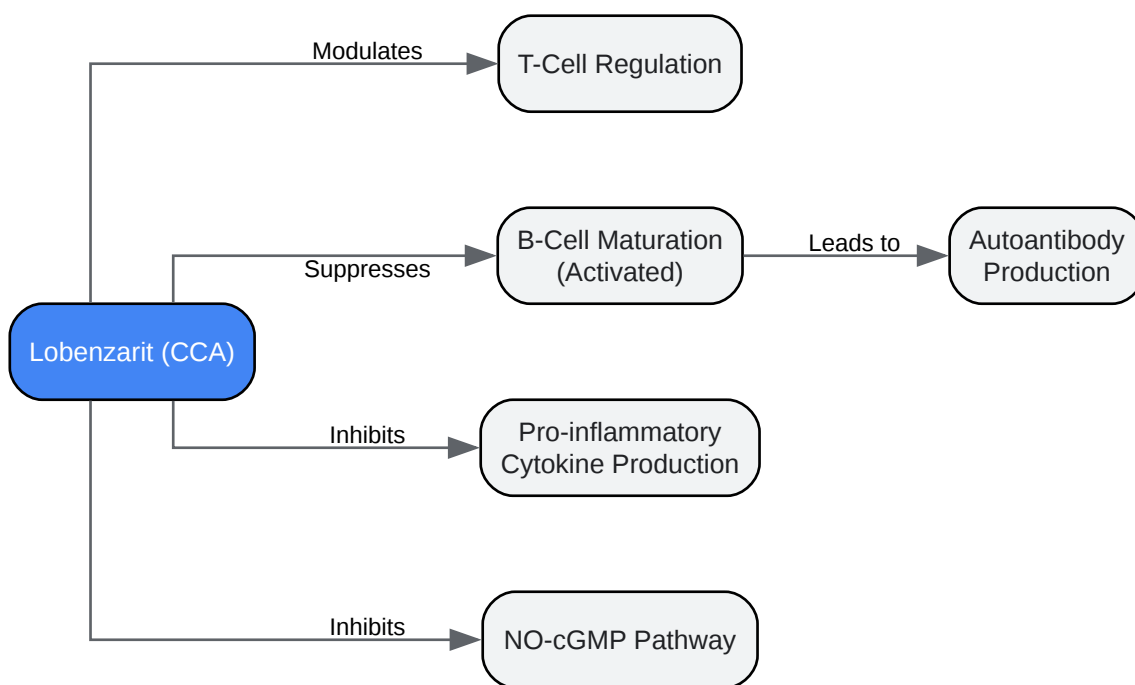 Modulates
T-Cell Regulation
Suppresses
B-Cell Maturation
(Activated)
Leads to
Autoantibody
Production
Lobenzarit (CCA)
Inhibits
Pro-inflammatory
Cytokine Production
Inhibits
NO-cGMP Pathway